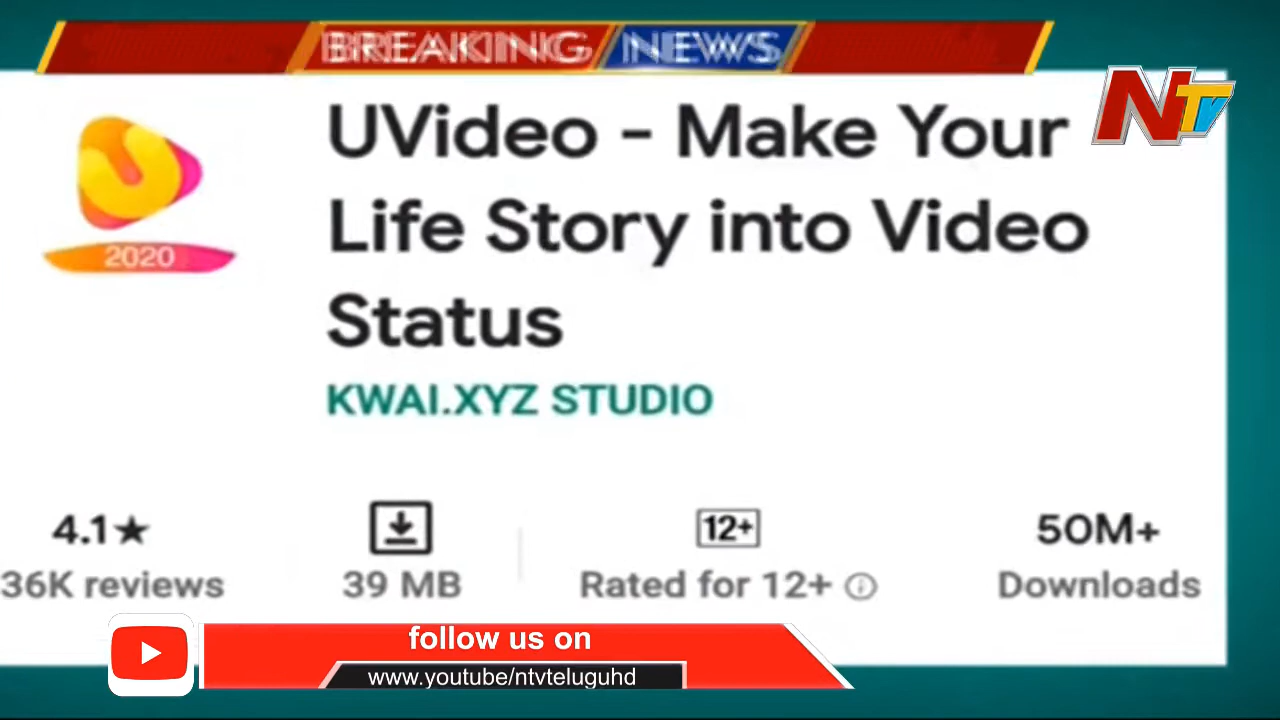 BREAKING NEWS
NTV
UVideo - Make Your
Life Story into Video
Status
2020
KWAI.XYZ STUDIO
4.1★
12+
50M+
36K reviews
39 MB
Rated for 12+
Downloads
follow us on
www.youtube/ntvteluguhd